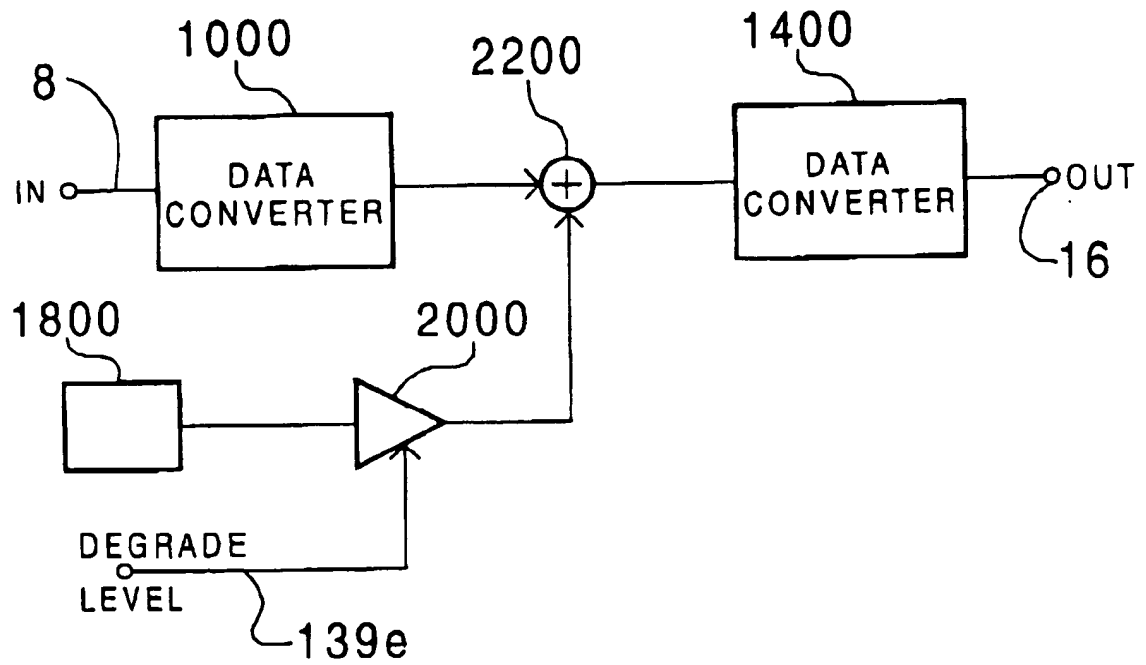 1000
2200
1400
8
IN
DATA
CONVERTER
+
DATA
CONVERTER
OUT
16
1800
2000
DEGRADE
LEVEL
139e